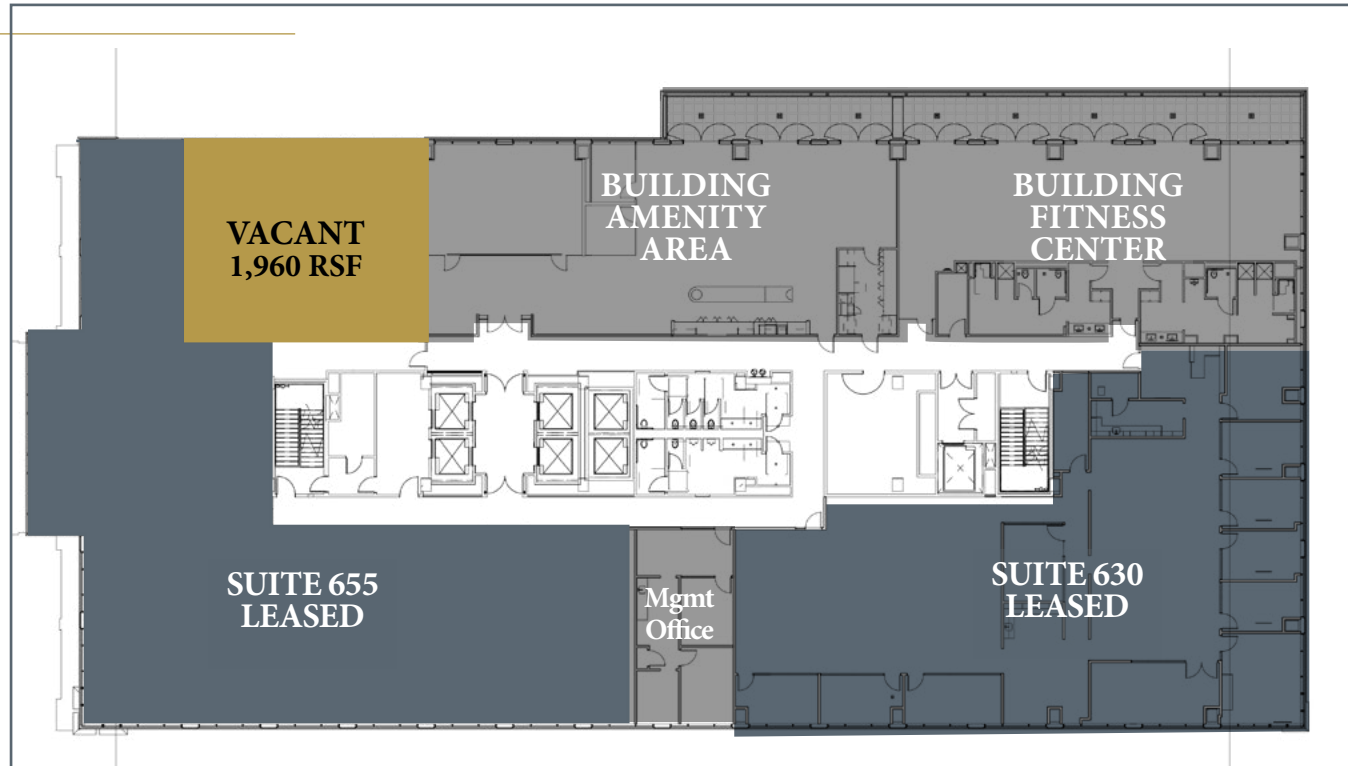 VACANT
1,960 RSF
BUILDING
AMENITY
AREA
BUILDING
FITNESS
CENTER
SUITE 655
LEASED
Mgmt
Office
SUITE 630
LEASED